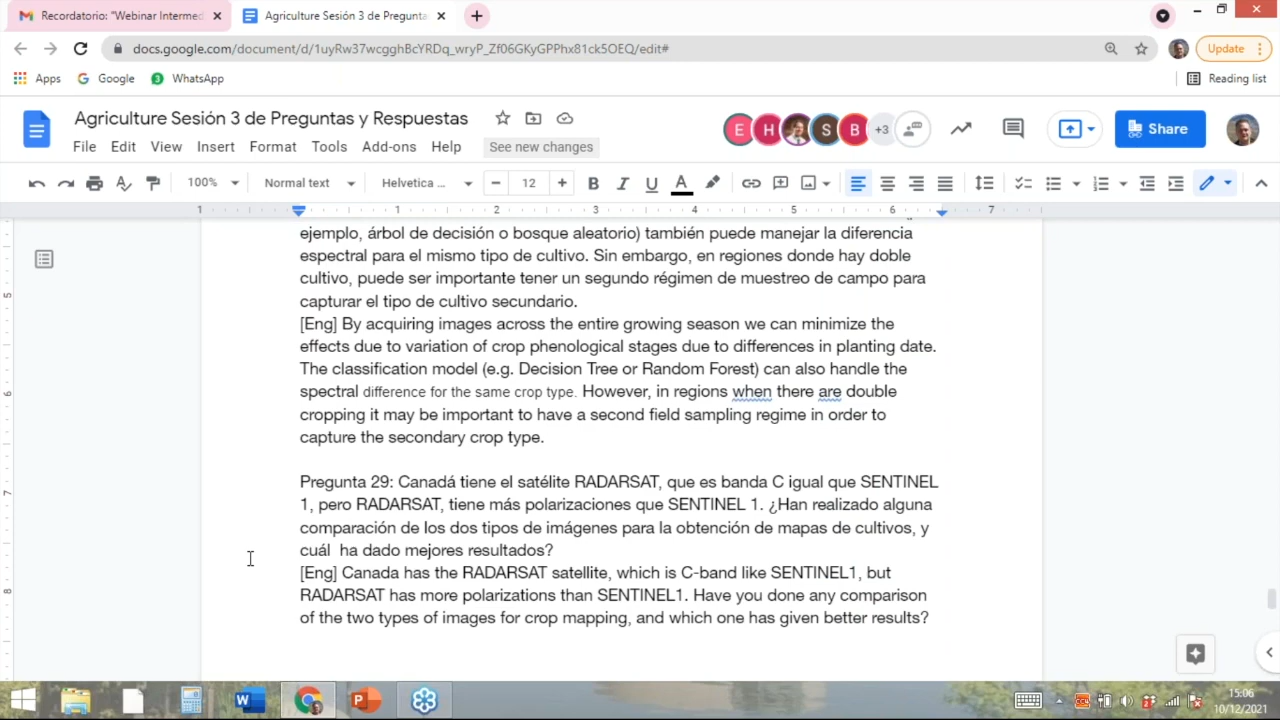 Recordatorio: "Webinar Intermed
Agriculture Sesión 3 de Pregunta
docs.google.com/document/d/1uyRw37wcgghBcYRDq_wryP_Zf06GKyGPPhx81ck5OEQ/edit#
Update
Apps
Google
WhatsApp
Reading list
Agriculture Sesión 3 de Preguntas y Respuestas
File Edit View Insert Format Tools Add-ons Help See new changes
E H S B +3
Share
100% Normal text Helvetica ... 12 B I U A
1 1 2 3 4 5 6 7
ejemplo, árbol de decisión o bosque aleatorio) también puede manejar la diferencia
espectral para el mismo tipo de cultivo. Sin embargo, en regiones donde hay doble
cultivo, puede ser importante tener un segundo régimen de muestreo de campo para
capturar el tipo de cultivo secundario.
[Eng] By acquiring images across the entire growing season we can minimize the
effects due to variation of crop phenological stages due to differences in planting date.
The classification model (e.g. Decision Tree or Random Forest) can also handle the
spectral difference for the same crop type. However, in regions when there are double
cropping it may be important to have a second field sampling regime in order to
capture the secondary crop type.
Pregunta 29: Canadá tiene el satélite RADARSAT, que es banda C igual que SENTINEL
1, pero RADARSAT, tiene más polarizaciones que SENTINEL 1. ¿Han realizado alguna
comparación de los dos tipos de imágenes para la obtención de mapas de cultivos, y
cuál ha dado mejores resultados?
[Eng] Canada has the RADARSAT satellite, which is C-band like SENTINEL1, but
RADARSAT has more polarizations than SENTINEL1. Have you done any comparison
of the two types of images for crop mapping, and which one has given better results?
5
6
7
8
15:06
10/12/2021